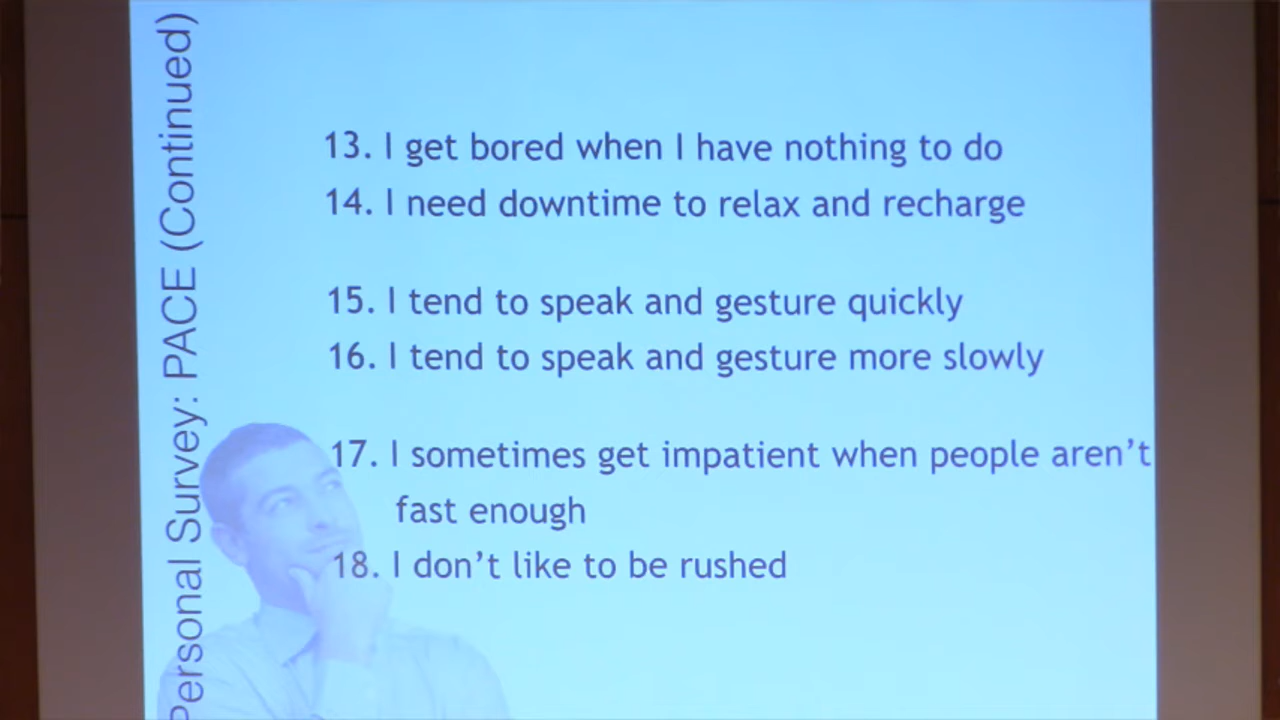 Personal Survey: PACE (Continued)
13. I get bored when I have nothing to do
14. I need downtime to relax and recharge
15. I tend to speak and gesture quickly
16. I tend to speak and gesture more slowly
17. I sometimes get impatient when people aren't
fast enough
18. I don't like to be rushed